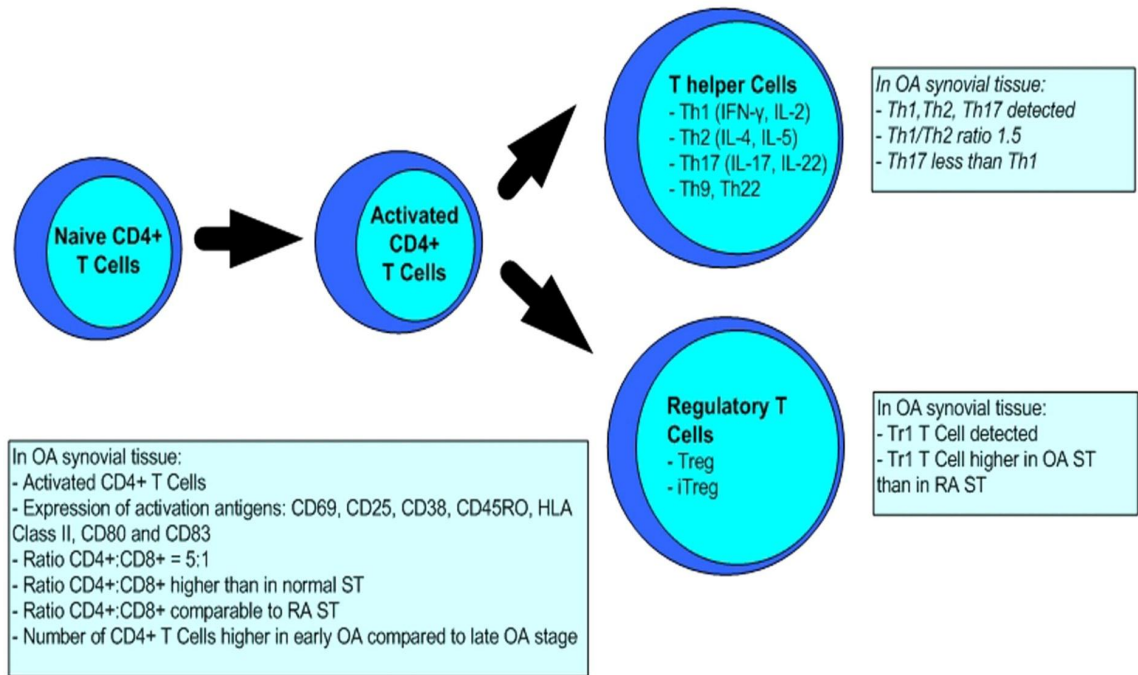 Naive CD4+
T Cells
Activated
CD4+
T Cells
T helper Cells
- Th1 (IFN-γ, IL-2)
- Th2 (IL-4, IL-5)
- Th17 (IL-17, IL-22)
- Th9, Th22
In OA synovial tissue:
- Th1,Th2, Th17 detected
- Th1/Th2 ratio 1.5
- Th17 less than Th1
Regulatory T
Cells
- Treg
- iTreg
In OA synovial tissue:
- Tr1 T Cell detected
- Tr1 T Cell higher in OA ST
than in RA ST
In OA synovial tissue:
- Activated CD4+ T Cells
- Expression of activation antigens: CD69, CD25, CD38, CD45RO, HLA
Class II, CD80 and CD83
- Ratio CD4+:CD8+ = 5:1
- Ratio CD4+:CD8+ higher than in normal ST
- Ratio CD4+:CD8+ comparable to RA ST
- Number of CD4+ T Cells higher in early OA compared to late OA stage